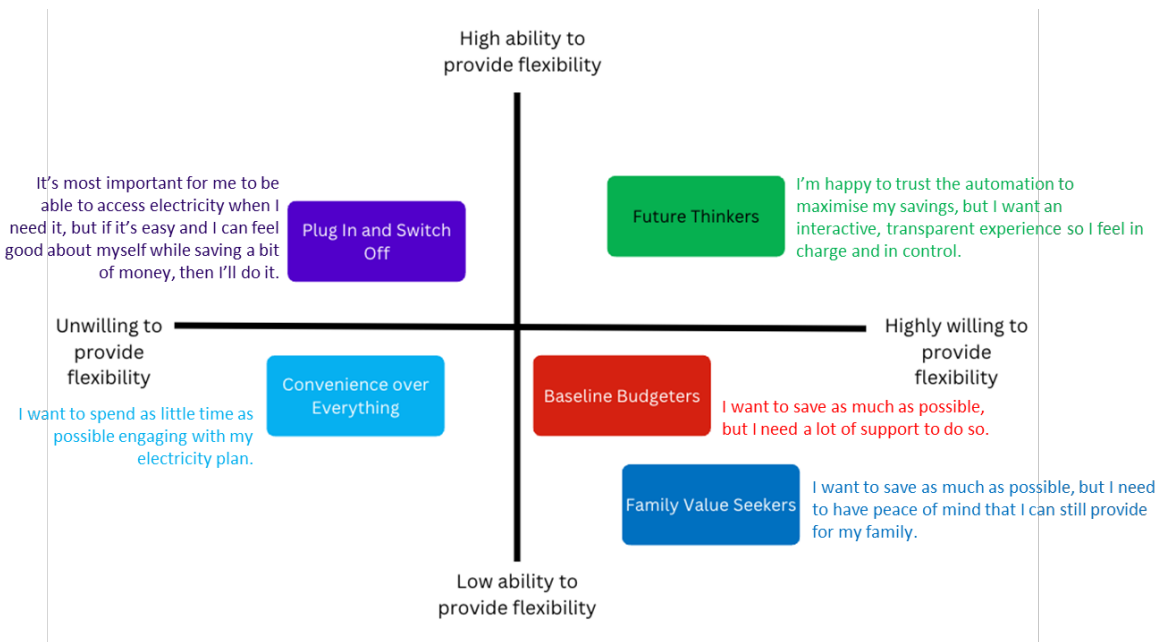 High ability to
provide flexibility
It’s most important for me to be
able to access electricity when I
need it, but if it’s easy and I can feel
good about myself while saving a bit
of money, then I’ll do it.
Plug In and Switch
Off
Future Thinkers
I’m happy to trust the automation to
maximise my savings, but I want an
interactive, transparent experience so I feel in
charge and in control.
Unwilling to
provide
flexibility
Highly willing to
provide
flexibility
Convenience over
Everything
I want to spend as little time as
possible engaging with my
electricity plan.
Baseline Budgeters
I want to save as much as possible,
but I need a lot of support to do so.
Family Value Seekers
I want to save as much as possible, but I need
to have peace of mind that I can still provide
for my family.
Low ability to
provide flexibility